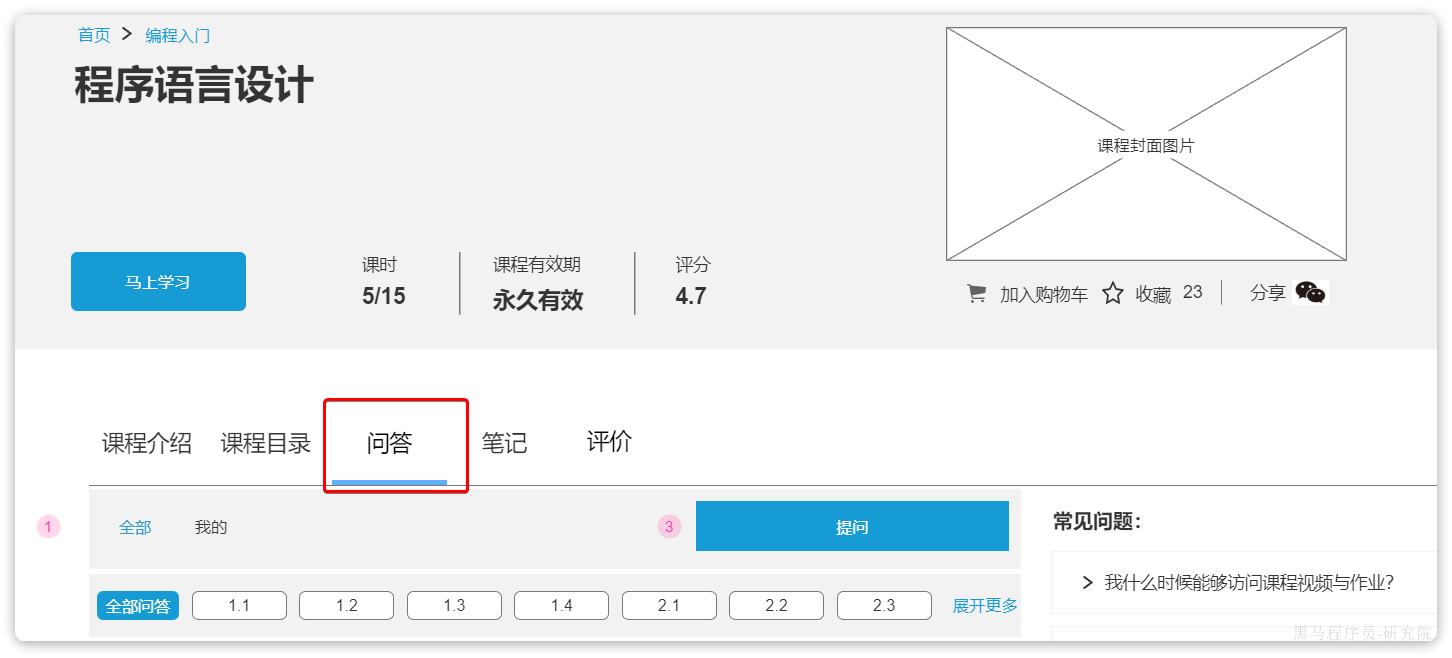 首页 > 编程入门
程序语言设计
课程封面图片
马上学习
课时
5/15
课程有效期
永久有效
评分
4.7
加入购物车 收藏 23 分享
课程介绍 课程目录 问答 笔记 评价
1 全部 我的 3 提问
全部问答 1.1 1.2 1.3 1.4 2.1 2.2 2.3 展开更多
常见问题：
> 我什么时候能够访问课程视频与作业？
黑马程序员-研究院